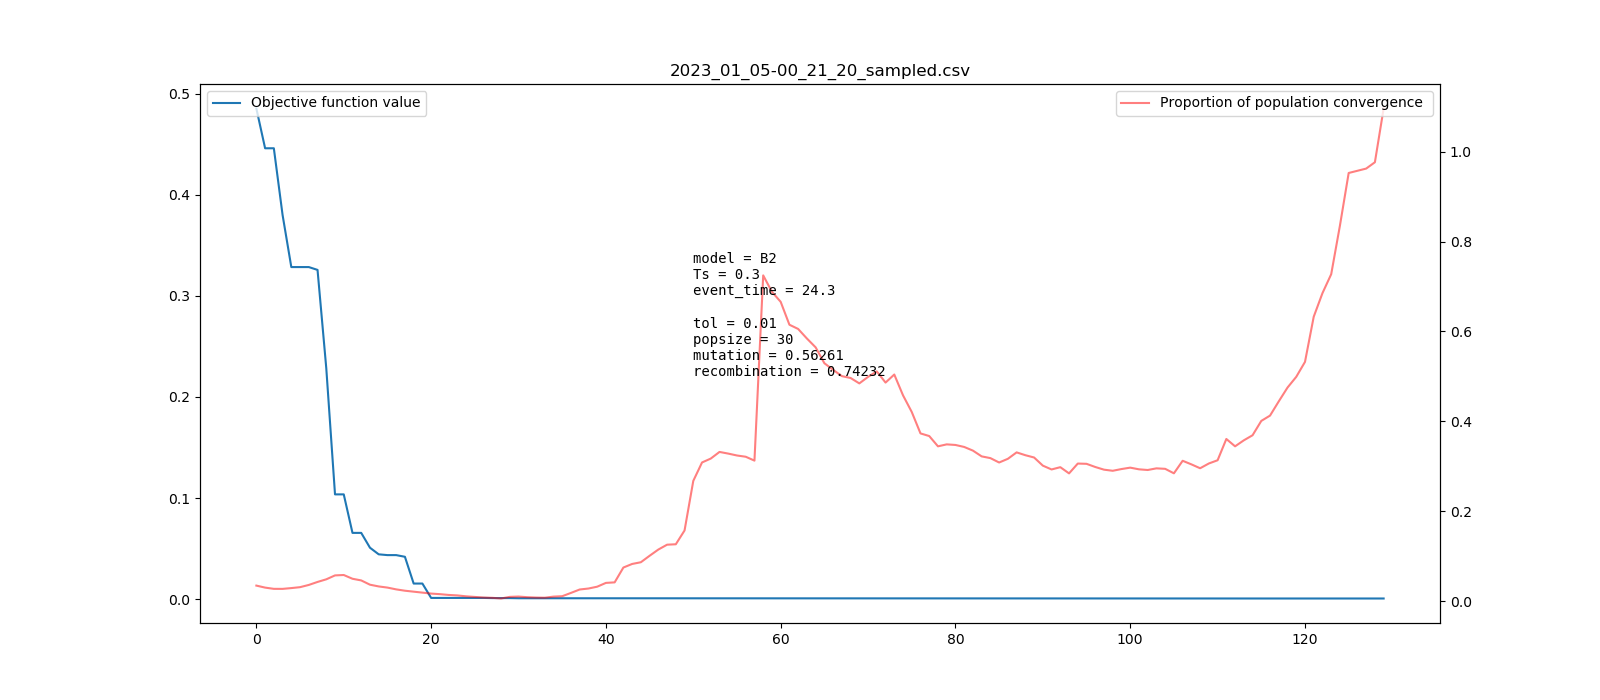 2023_01_05-00_21_20_sampled.csv
Objective function value
Proportion of population convergence
model = B2
Ts = 0.3
event_time = 24.3
tol = 0.01
popsize = 30
mutation = 0.56261
recombination = 0.74232
0.5
0.4
0.3
0.2
0.1
0.0
1.0
0.8
0.6
0.4
0.2
0.0
0
20
40
60
80
100
120